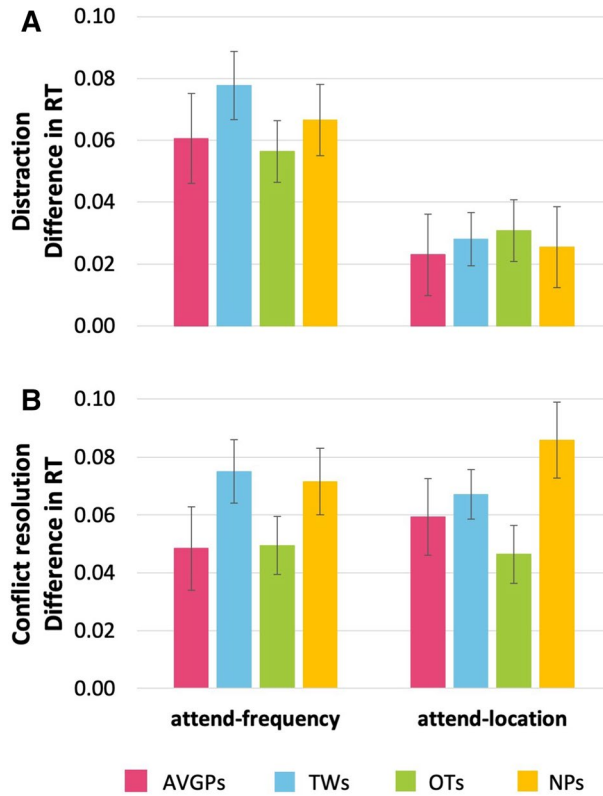 A
Distraction
Difference in RT
0.10
0.08
0.06
0.04
0.02
0.00
B
Conflict resolution
Difference in RT
0.10
0.08
0.06
0.04
0.02
0.00
attend-frequency attend-location
AVGPs TWs OTs NPs